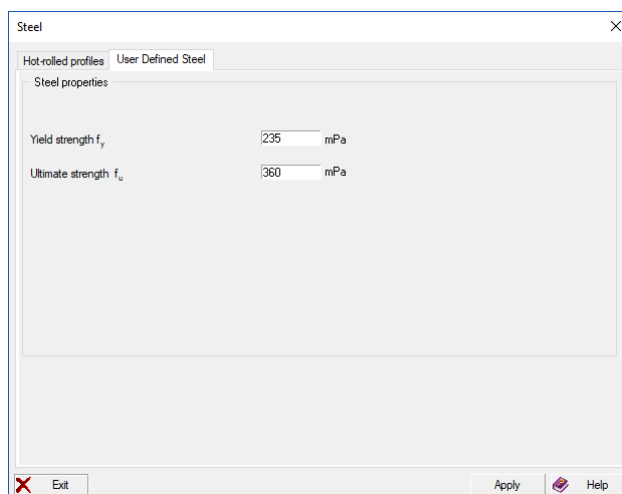 Steel
Hot-rolled profiles User Defined Steel
Steel properties
Yield strength fy 235 mPa
Ultimate strength fu 360 mPa
Exit Apply Help